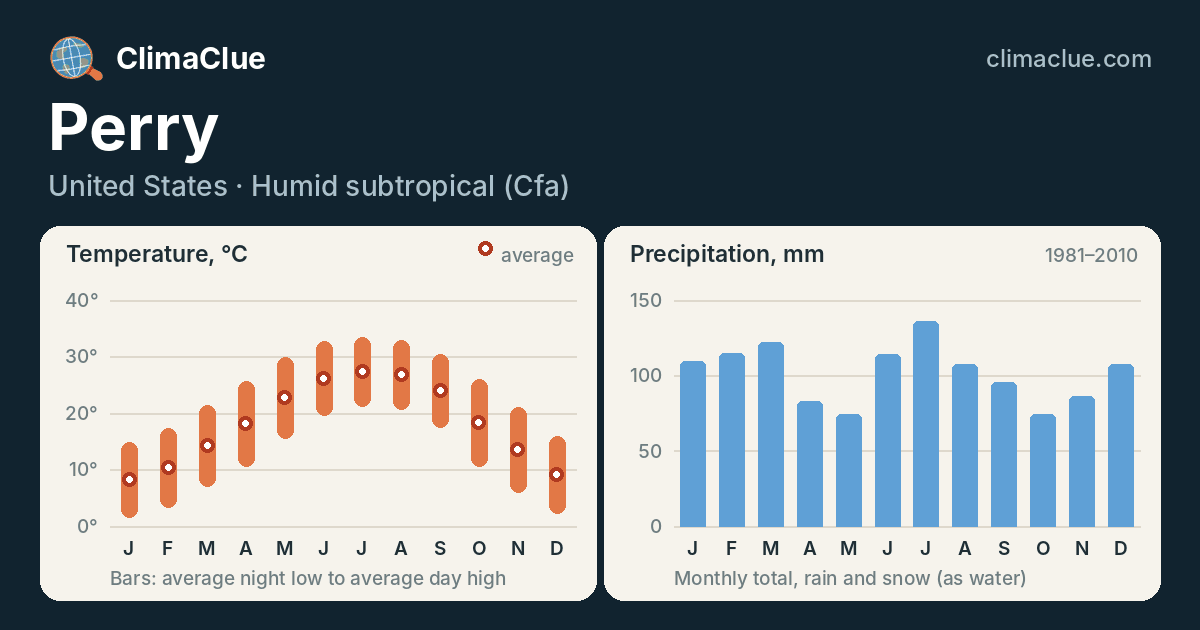 ClimaClue
climaclue.com
Perry
United States · Humid subtropical (Cfa)
Temperature, °C
average
40°
30°
20°
10°
0°
J F M A M J J A S O N D
Bars: average night low to average day high
Precipitation, mm
1981–2010
150
100
50
0
J F M A M J J A S O N D
Monthly total, rain and snow (as water)